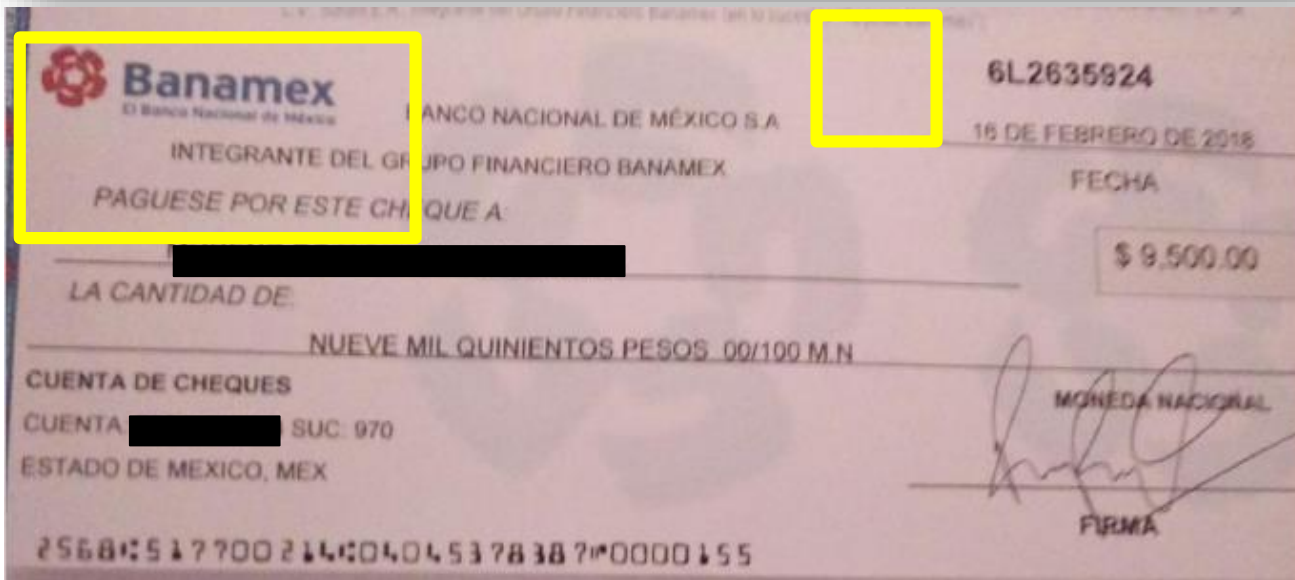 Banamex
El Banco Nacional de México
BANCO NACIONAL DE MÉXICO S.A
INTEGRANTE DEL GRUPO FINANCIERO BANAMEX
6L2635924
16 DE FEBRERO DE 2018
FECHA
PAGUESE POR ESTE CHEQUE A:
$ 9,500.00
LA CANTIDAD DE:
NUEVE MIL QUINIENTOS PESOS 00/100 M.N
CUENTA DE CHEQUES
MONEDA NACIONAL
CUENTA SUC: 970
ESTADO DE MEXICO, MEX
FIRMA
2568⑆517700214⑆04045378387⑈0000155